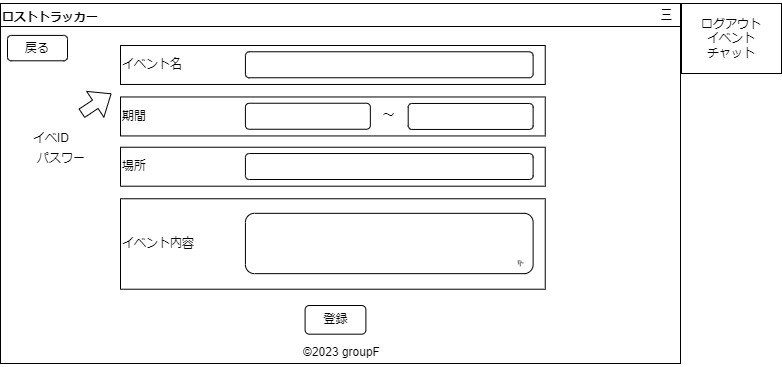 ロストトラッカー 三
ログアウト
イベント
チャット
戻る
イベント名
イベID
パスワー
期間 ～
場所
イベント内容
登録
©2023 groupF